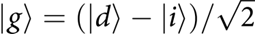 |g⟩ = (|d⟩ − |i⟩)/√2